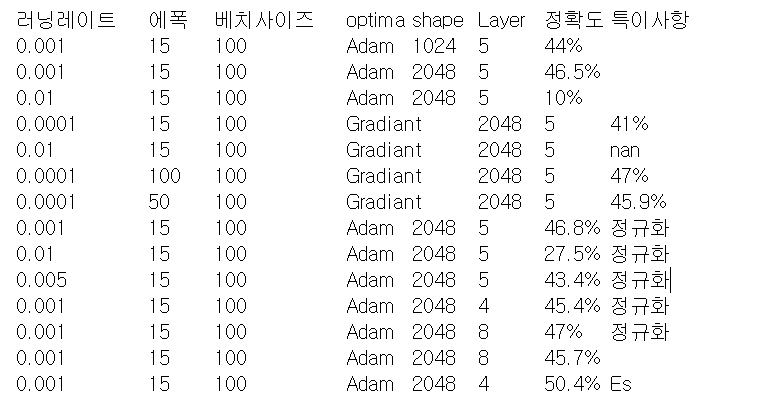 러닝레이트 에폭 베치사이즈 optima shape Layer 정확도 특이사항
0.001 15 100 Adam 1024 5 44%
0.001 15 100 Adam 2048 5 46.5%
0.01 15 100 Adam 2048 5 10%
0.0001 15 100 Gradiant 2048 5 41%
0.01 15 100 Gradiant 2048 5 nan
0.0001 100 100 Gradiant 2048 5 47%
0.0001 50 100 Gradiant 2048 5 45.9%
0.001 15 100 Adam 2048 5 46.8% 정규화
0.01 15 100 Adam 2048 5 27.5% 정규화
0.005 15 100 Adam 2048 5 43.4% 정규화
0.001 15 100 Adam 2048 4 45.4% 정규화
0.001 15 100 Adam 2048 8 47% 정규화
0.001 15 100 Adam 2048 8 45.7%
0.001 15 100 Adam 2048 4 50.4% Es